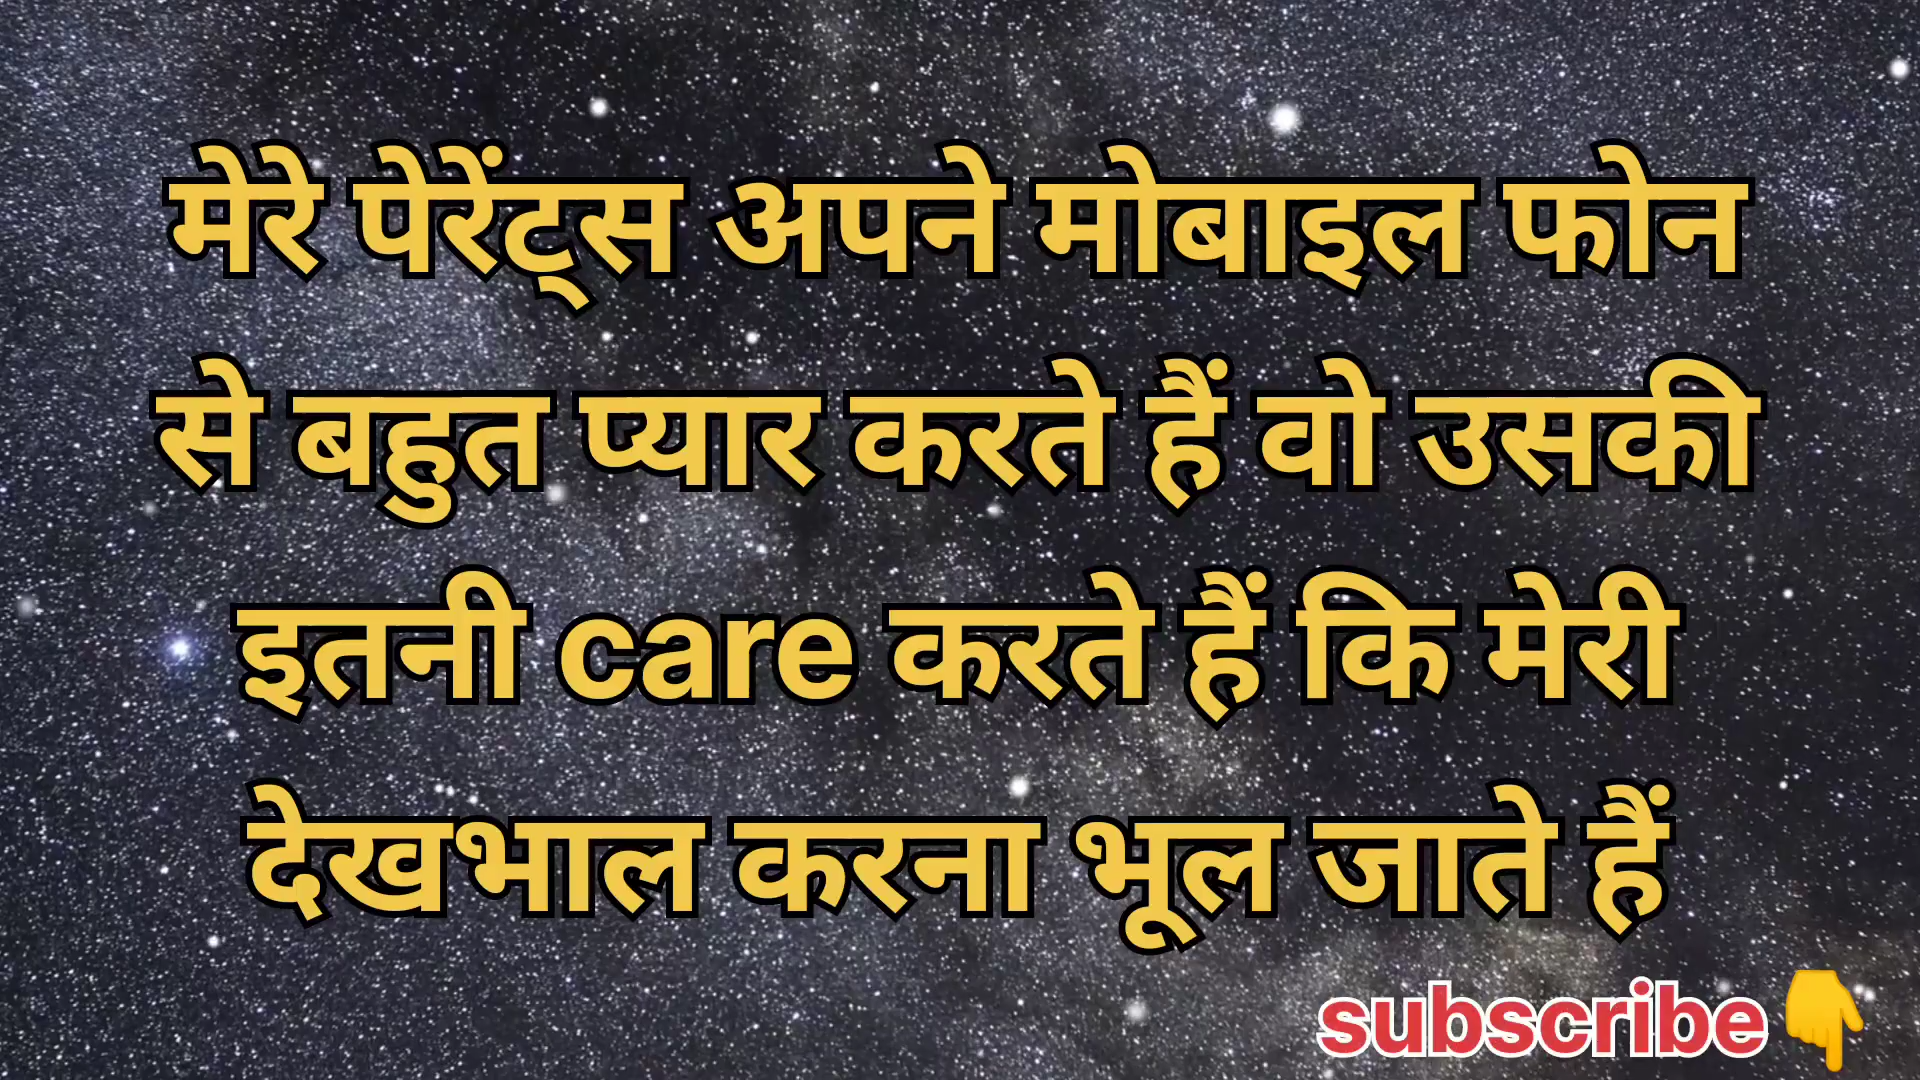 मेरे पेरेंट्स अपने मोबाइल फोन
से बहुत प्यार करते हैं वो उसकी
इतनी care करते हैं कि मेरी
देखभाल करना भूल जाते हैं
subscribe👇